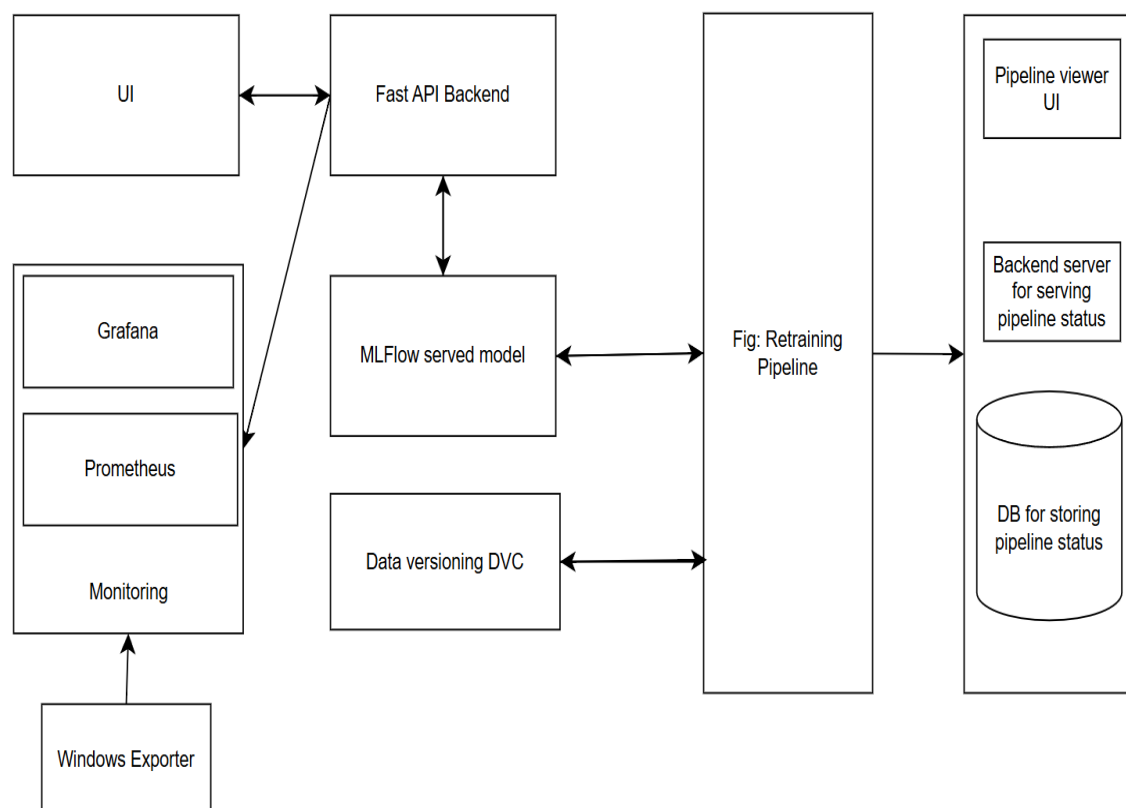 UI
Fast API Backend
Grafana
Prometheus
Monitoring
Windows Exporter
MLFlow served model
Data versioning DVC
Fig: Retraining
Pipeline
Pipeline viewer
UI
Backend server
for serving
pipeline status
DB for storing
pipeline status